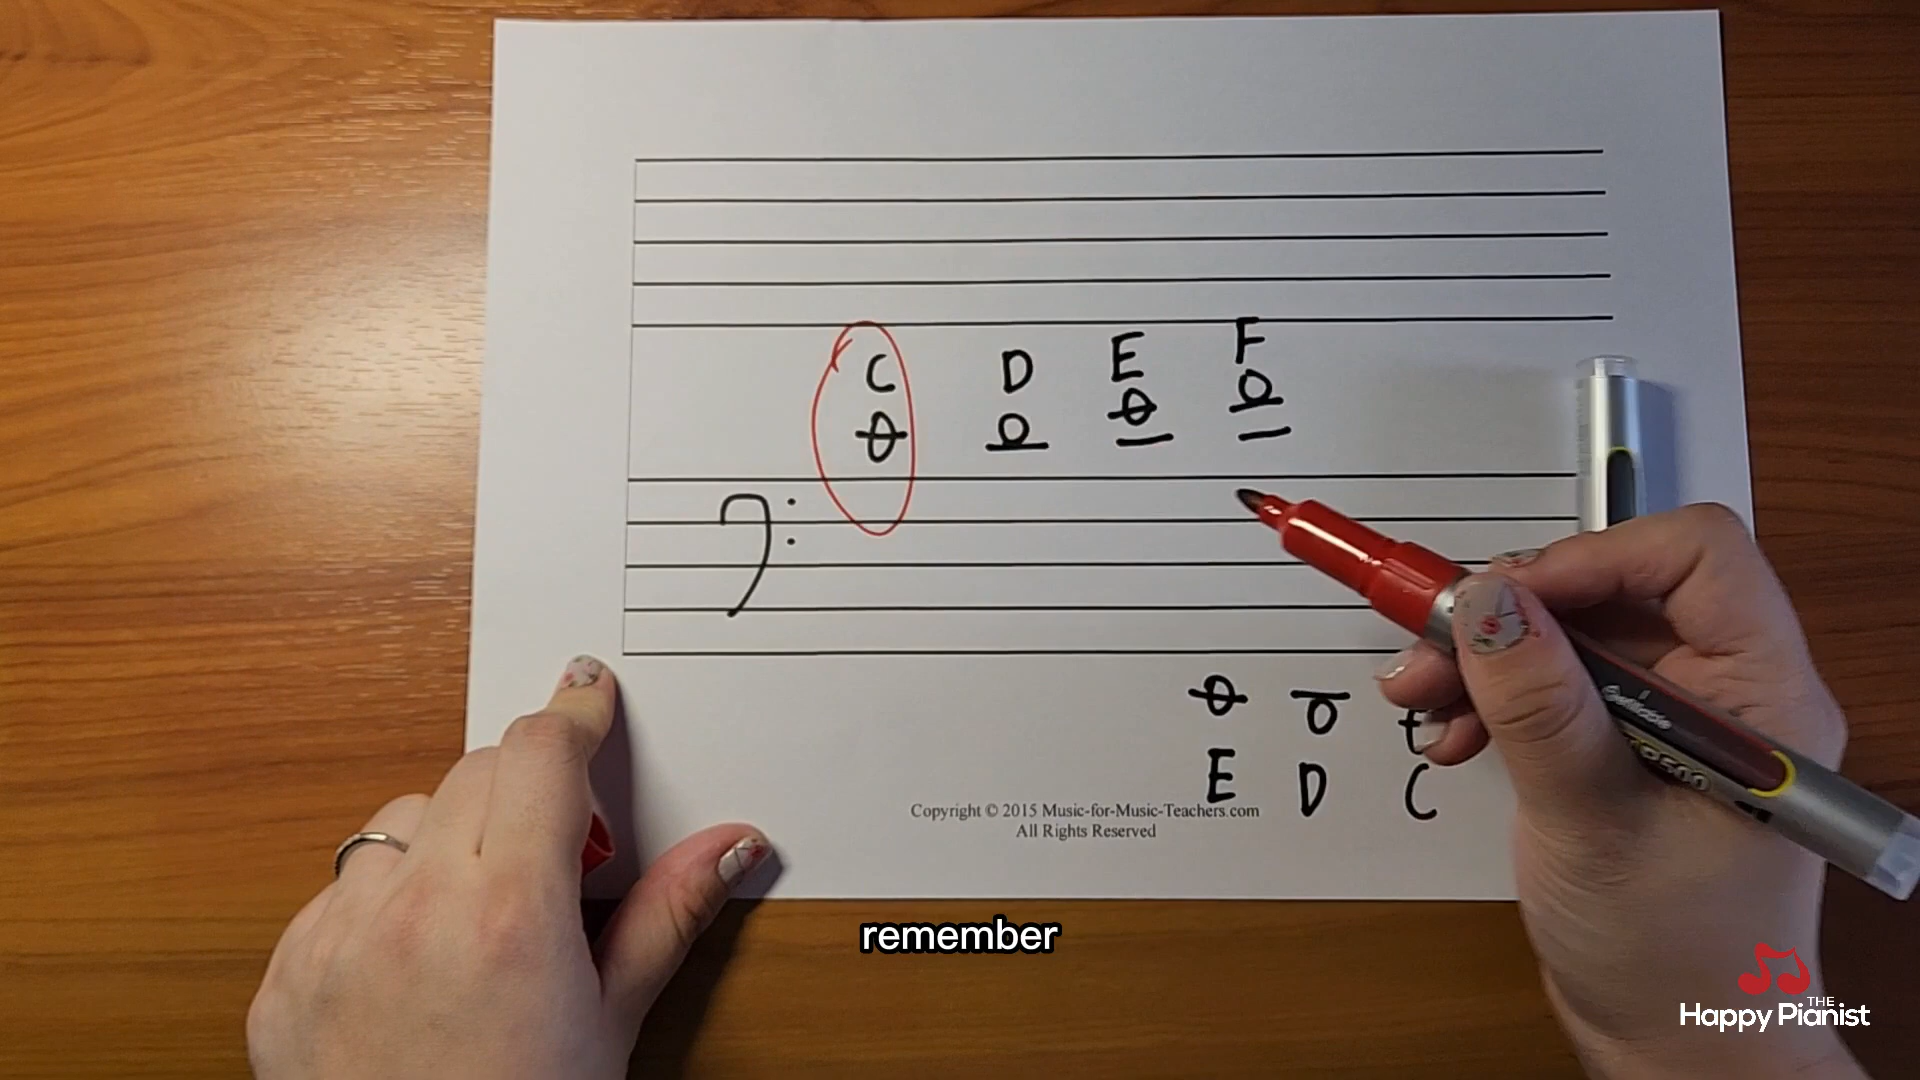 C D E F
E D C
Copyright © 2015 Music-for-Music-Teachers.com
All Rights Reserved
remember
THE
Happy Pianist